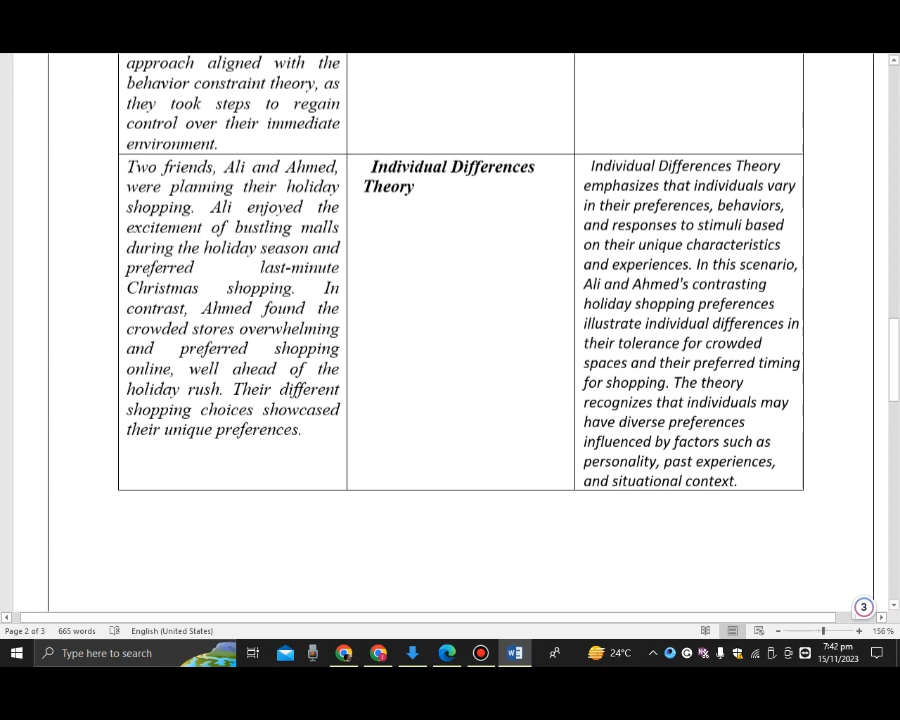 approach aligned with the
behavior constraint theory, as
they took steps to regain
control over their immediate
environment.
Two friends, Ali and Ahmed,
were planning their holiday
shopping. Ali enjoyed the
excitement of bustling malls
during the holiday season and
preferred last-minute
Christmas shopping. In
contrast, Ahmed found the
crowded stores overwhelming
and preferred shopping
online, well ahead of the
holiday rush. Their different
shopping choices showcased
their unique preferences.
Individual Differences
Theory
Individual Differences Theory
emphasizes that individuals vary
in their preferences, behaviors,
and responses to stimuli based
on their unique characteristics
and experiences. In this scenario,
Ali and Ahmed's contrasting
holiday shopping preferences
illustrate individual differences in
their tolerance for crowded
spaces and their preferred timing
for shopping. The theory
recognizes that individuals may
have diverse preferences
influenced by factors such as
personality, past experiences,
and situational context.
3
Page 2 of 3 665 words English (United States) 156%
Type here to search 24°C 7:42 pm
15/11/2023